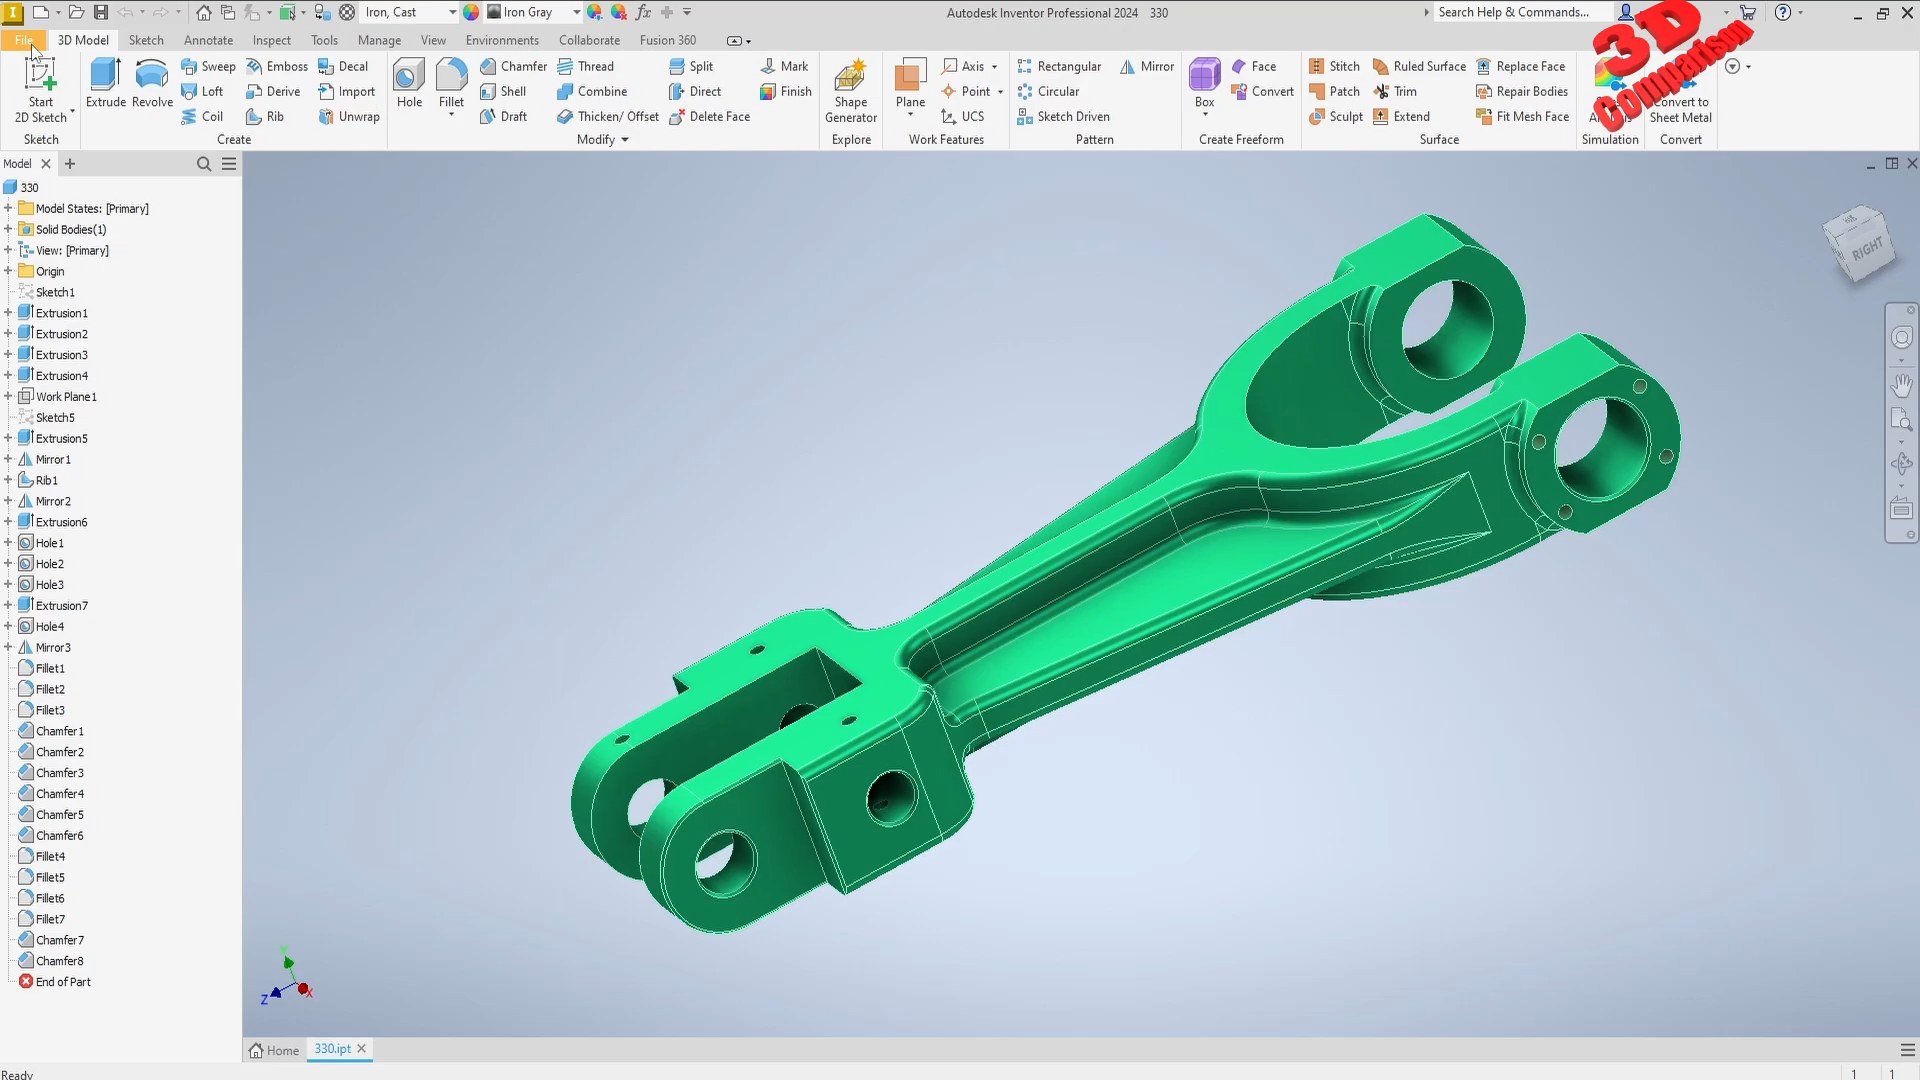 Iron, Cast
Iron Gray
fx
Autodesk Inventor Professional 2024 330
Search Help & Commands...
File
3D Model
Sketch
Annotate
Inspect
Tools
Manage
View
Environments
Collaborate
Fusion 360
3D
Comparison
Start
2D Sketch
Sketch
Extrude
Revolve
Sweep
Loft
Coil
Emboss
Derive
Rib
Decal
Import
Unwrap
Create
Hole
Fillet
Chamfer
Shell
Draft
Thread
Combine
Thicken/ Offset
Split
Direct
Delete Face
Mark
Finish
Modify
Shape
Generator
Explore
Plane
Axis
Point
UCS
Work Features
Rectangular
Circular
Sketch Driven
Mirror
Pattern
Box
Face
Convert
Create Freeform
Stitch
Patch
Sculpt
Ruled Surface
Trim
Extend
Replace Face
Repair Bodies
Fit Mesh Face
Surface
Simulation
Convert to
Sheet Metal
Convert
Model
330
Model States: [Primary]
Solid Bodies(1)
View: [Primary]
Origin
Sketch1
Extrusion1
Extrusion2
Extrusion3
Extrusion4
Work Plane1
Sketch5
Extrusion5
Mirror1
Rib1
Mirror2
Extrusion6
Hole1
Hole2
Hole3
Extrusion7
Hole4
Mirror3
Fillet1
Fillet2
Fillet3
Chamfer1
Chamfer2
Chamfer3
Chamfer4
Chamfer5
Chamfer6
Fillet4
Fillet5
Fillet6
Fillet7
Chamfer7
Chamfer8
End of Part
RIGHT
Y
Z
X
Home
330.ipt
Ready
1
1